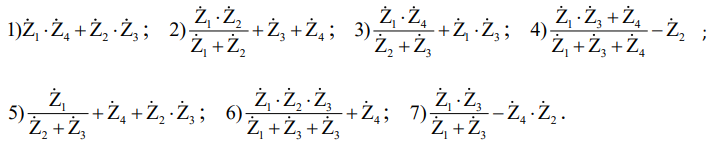 1) Ż₁ · Ż₄ + Ż₂ · Ż₃ ; 2) (Ż₁ · Ż₂)/(Ż₁ + Ż₂) + Ż₃ + Ż₄ ; 3) (Ż₁ · Ż₄)/(Ż₂ + Ż₃) + Ż₁ · Ż₃ ; 4) (Ż₁ · Ż₃ + Ż₄)/(Ż₁ + Ż₃ + Ż₄) − Ż₂ ;
5) Ż₁/(Ż₂ + Ż₃) + Ż₄ + Ż₂ · Ż₃ ; 6) (Ż₁ · Ż₂ · Ż₃)/(Ż₁ + Ż₃ + Ż₃) + Ż₄ ; 7) (Ż₁ · Ż₃)/(Ż₁ + Ż₃) − Ż₄ · Ż₂ .